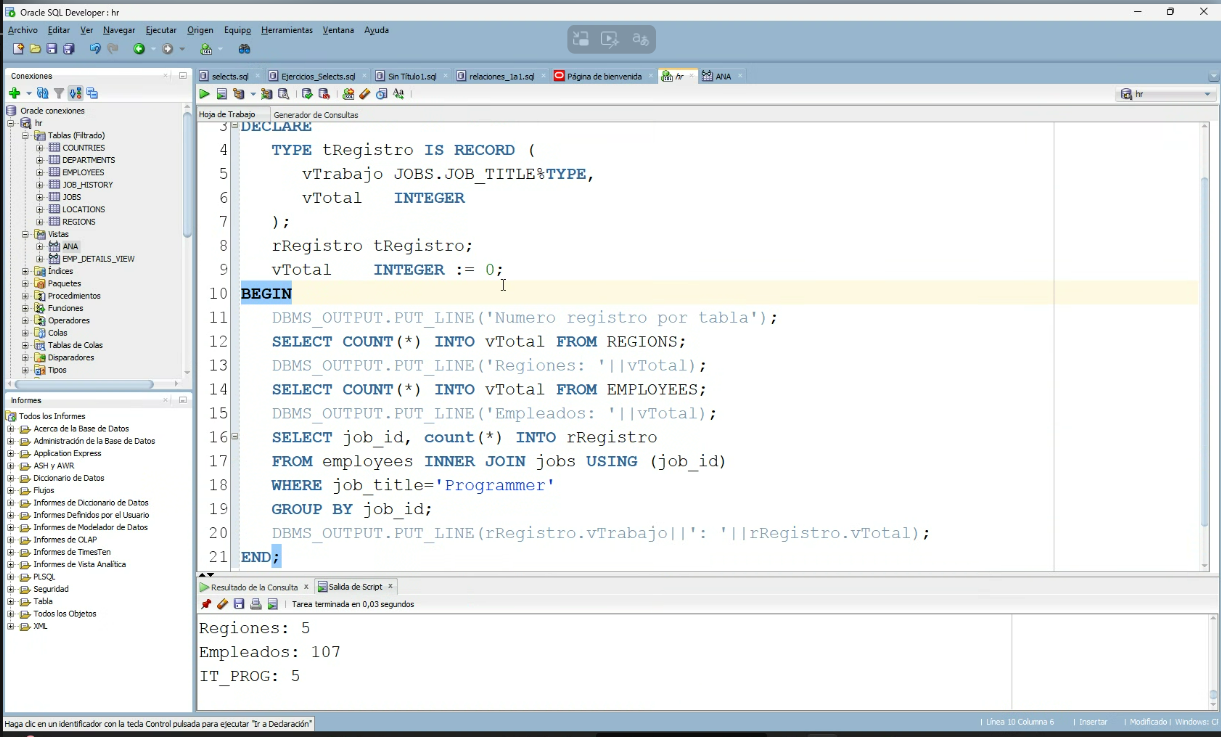 Oracle SQL Developer : hr
Archivo Editar Ver Navegar Ejecutar Origen Equipo Herramientas Ventana Ayuda
Conexiones
selects.sql
Ejercicios_Selects.sql
Sin Título1.sql
relaciones_1a1.sql
Página de bienvenida
hr
ANA
hr
Hoja de Trabajo
Generador de Consultas
Oracle conexiones
hr
Tablas (Filtrado)
COUNTRIES
DEPARTMENTS
EMPLOYEES
JOB_HISTORY
JOBS
LOCATIONS
REGIONS
Vistas
ANA
EMP_DETAILS_VIEW
Índices
Paquetes
Procedimientos
Funciones
Operadores
Colas
Tablas de Colas
Disparadores
Tipos
Informes
Todos los Informes
Acerca de la Base de Datos
Administración de la Base de Datos
Application Express
ASH y AWR
Diccionario de Datos
Flujos
Informes de Diccionario de Datos
Informes Definidos por el Usuario
Informes de Modelador de Datos
Informes de OLAP
Informes de TimesTen
Informes de Vista Analítica
PLSQL
Seguridad
Tabla
Todos los Objetos
XML
3 DECLARE
4 TYPE tRegistro IS RECORD (
5 vTrabajo JOBS.JOB_TITLE%TYPE,
6 vTotal INTEGER
7 );
8 rRegistro tRegistro;
9 vTotal INTEGER := 0;
10 BEGIN
11 DBMS_OUTPUT.PUT_LINE('Numero registro por tabla');
12 SELECT COUNT(*) INTO vTotal FROM REGIONS;
13 DBMS_OUTPUT.PUT_LINE('Regiones: '||vTotal);
14 SELECT COUNT(*) INTO vTotal FROM EMPLOYEES;
15 DBMS_OUTPUT.PUT_LINE('Empleados: '||vTotal);
16 SELECT job_id, count(*) INTO rRegistro
17 FROM employees INNER JOIN jobs USING (job_id)
18 WHERE job_title='Programmer'
19 GROUP BY job_id;
20 DBMS_OUTPUT.PUT_LINE(rRegistro.vTrabajo||': '||rRegistro.vTotal);
21 END;
Resultado de la Consulta
Salida de Script
Tarea terminada en 0,03 segundos
Regiones: 5
Empleados: 107
IT_PROG: 5
Haga clic en un identificador con la tecla Control pulsada para ejecutar "Ir a Declaración"
Línea 10 Columna 6
Insertar
Modificado
Windows: C